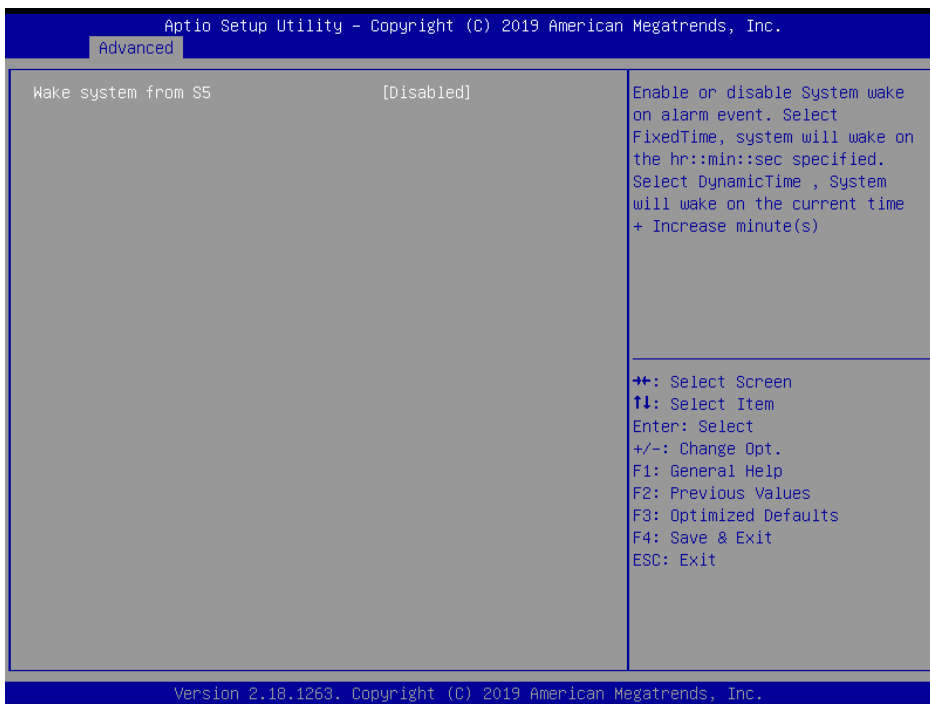 Aptio Setup Utility – Copyright (C) 2019 American Megatrends, Inc.
Advanced
Wake system from S5 [Disabled]
Enable or disable System wake
on alarm event. Select
FixedTime, system will wake on
the hr::min::sec specified.
Select DynamicTime , System
will wake on the current time
+ Increase minute(s)
→←: Select Screen
↑↓: Select Item
Enter: Select
+/-: Change Opt.
F1: General Help
F2: Previous Values
F3: Optimized Defaults
F4: Save & Exit
ESC: Exit
Version 2.18.1263. Copyright (C) 2019 American Megatrends, Inc.